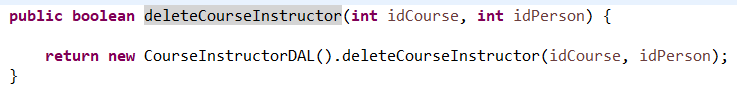 public boolean deleteCourseInstructor(int idCourse, int idPerson) {
return new CourseInstructorDAL().deleteCourseInstructor(idCourse, idPerson);
}